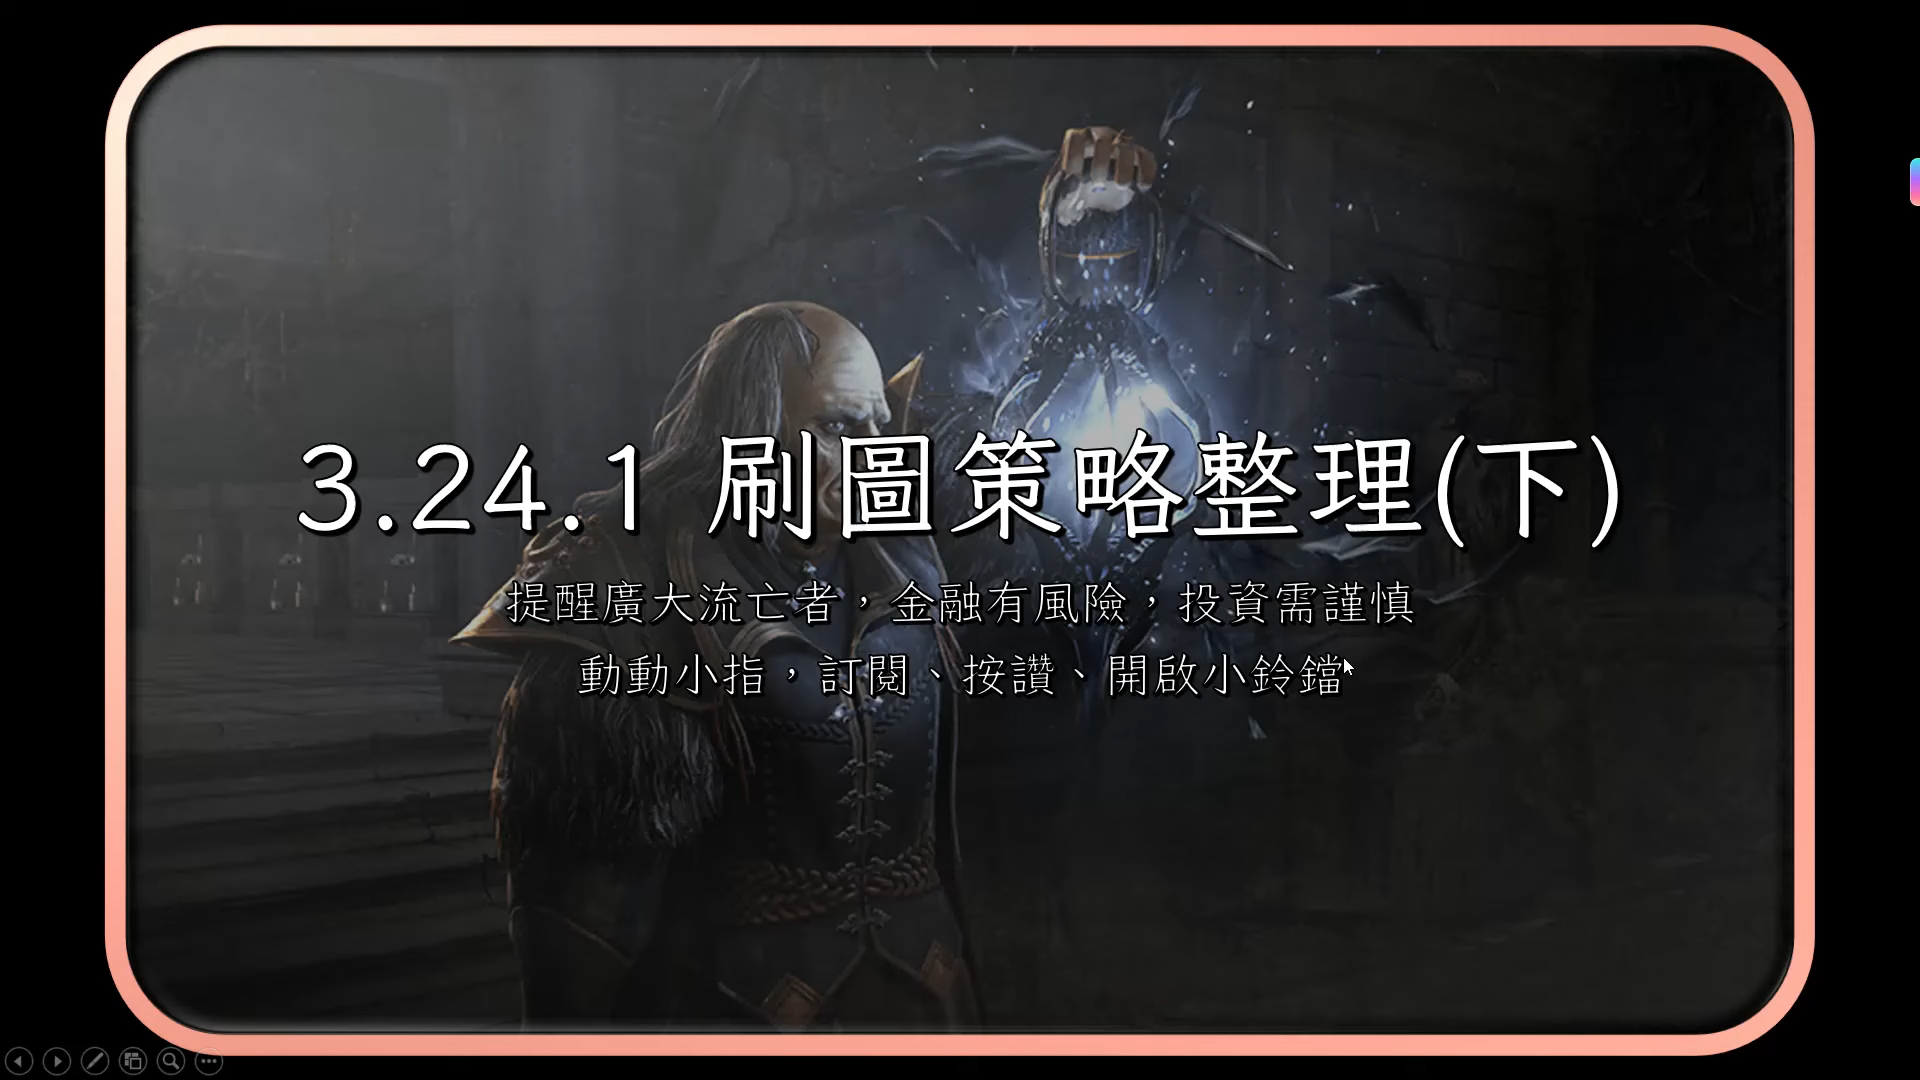 3.24.1 刷圖策略整理(下)
提醒廣大流亡者，金融有風險，投資需謹慎
動動小指，訂閱、按讚、開啟小鈴鐺